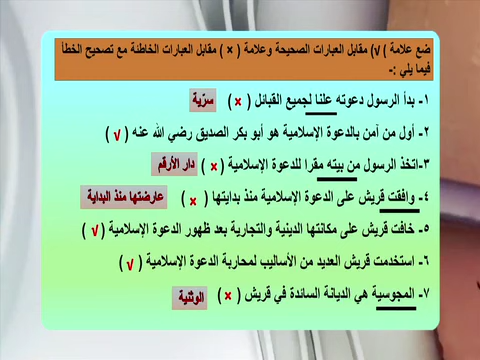 ضع علامة ( √) مقابل العبارات الصحيحة وعلامة ( × ) مقابل العبارات الخاطئة مع تصحيح الخطأ
فيما يلي :-
١- بدأ الرسول دعوته علنا لجميع القبائل ( × ) سرّية
٢- أول من آمن بالدعوة الإسلامية هو أبو بكر الصديق رضي الله عنه ( √ )
٣-اتخذ الرسول من بيته مقرا للدعوة الإسلامية ( × ) دار الأرقم
٤- وافقت قريش على الدعوة الإسلامية منذ بدايتها ( × ) عارضتها منذ البداية
٥- خافت قريش على مكانتها الدينية والتجارية بعد ظهور الدعوة الإسلامية ( √ )
٦- استخدمت قريش العديد من الأساليب لمحاربة الدعوة الإسلامية ( √ )
٧- المجوسية هي الديانة السائدة في قريش ( × ) الوثنية